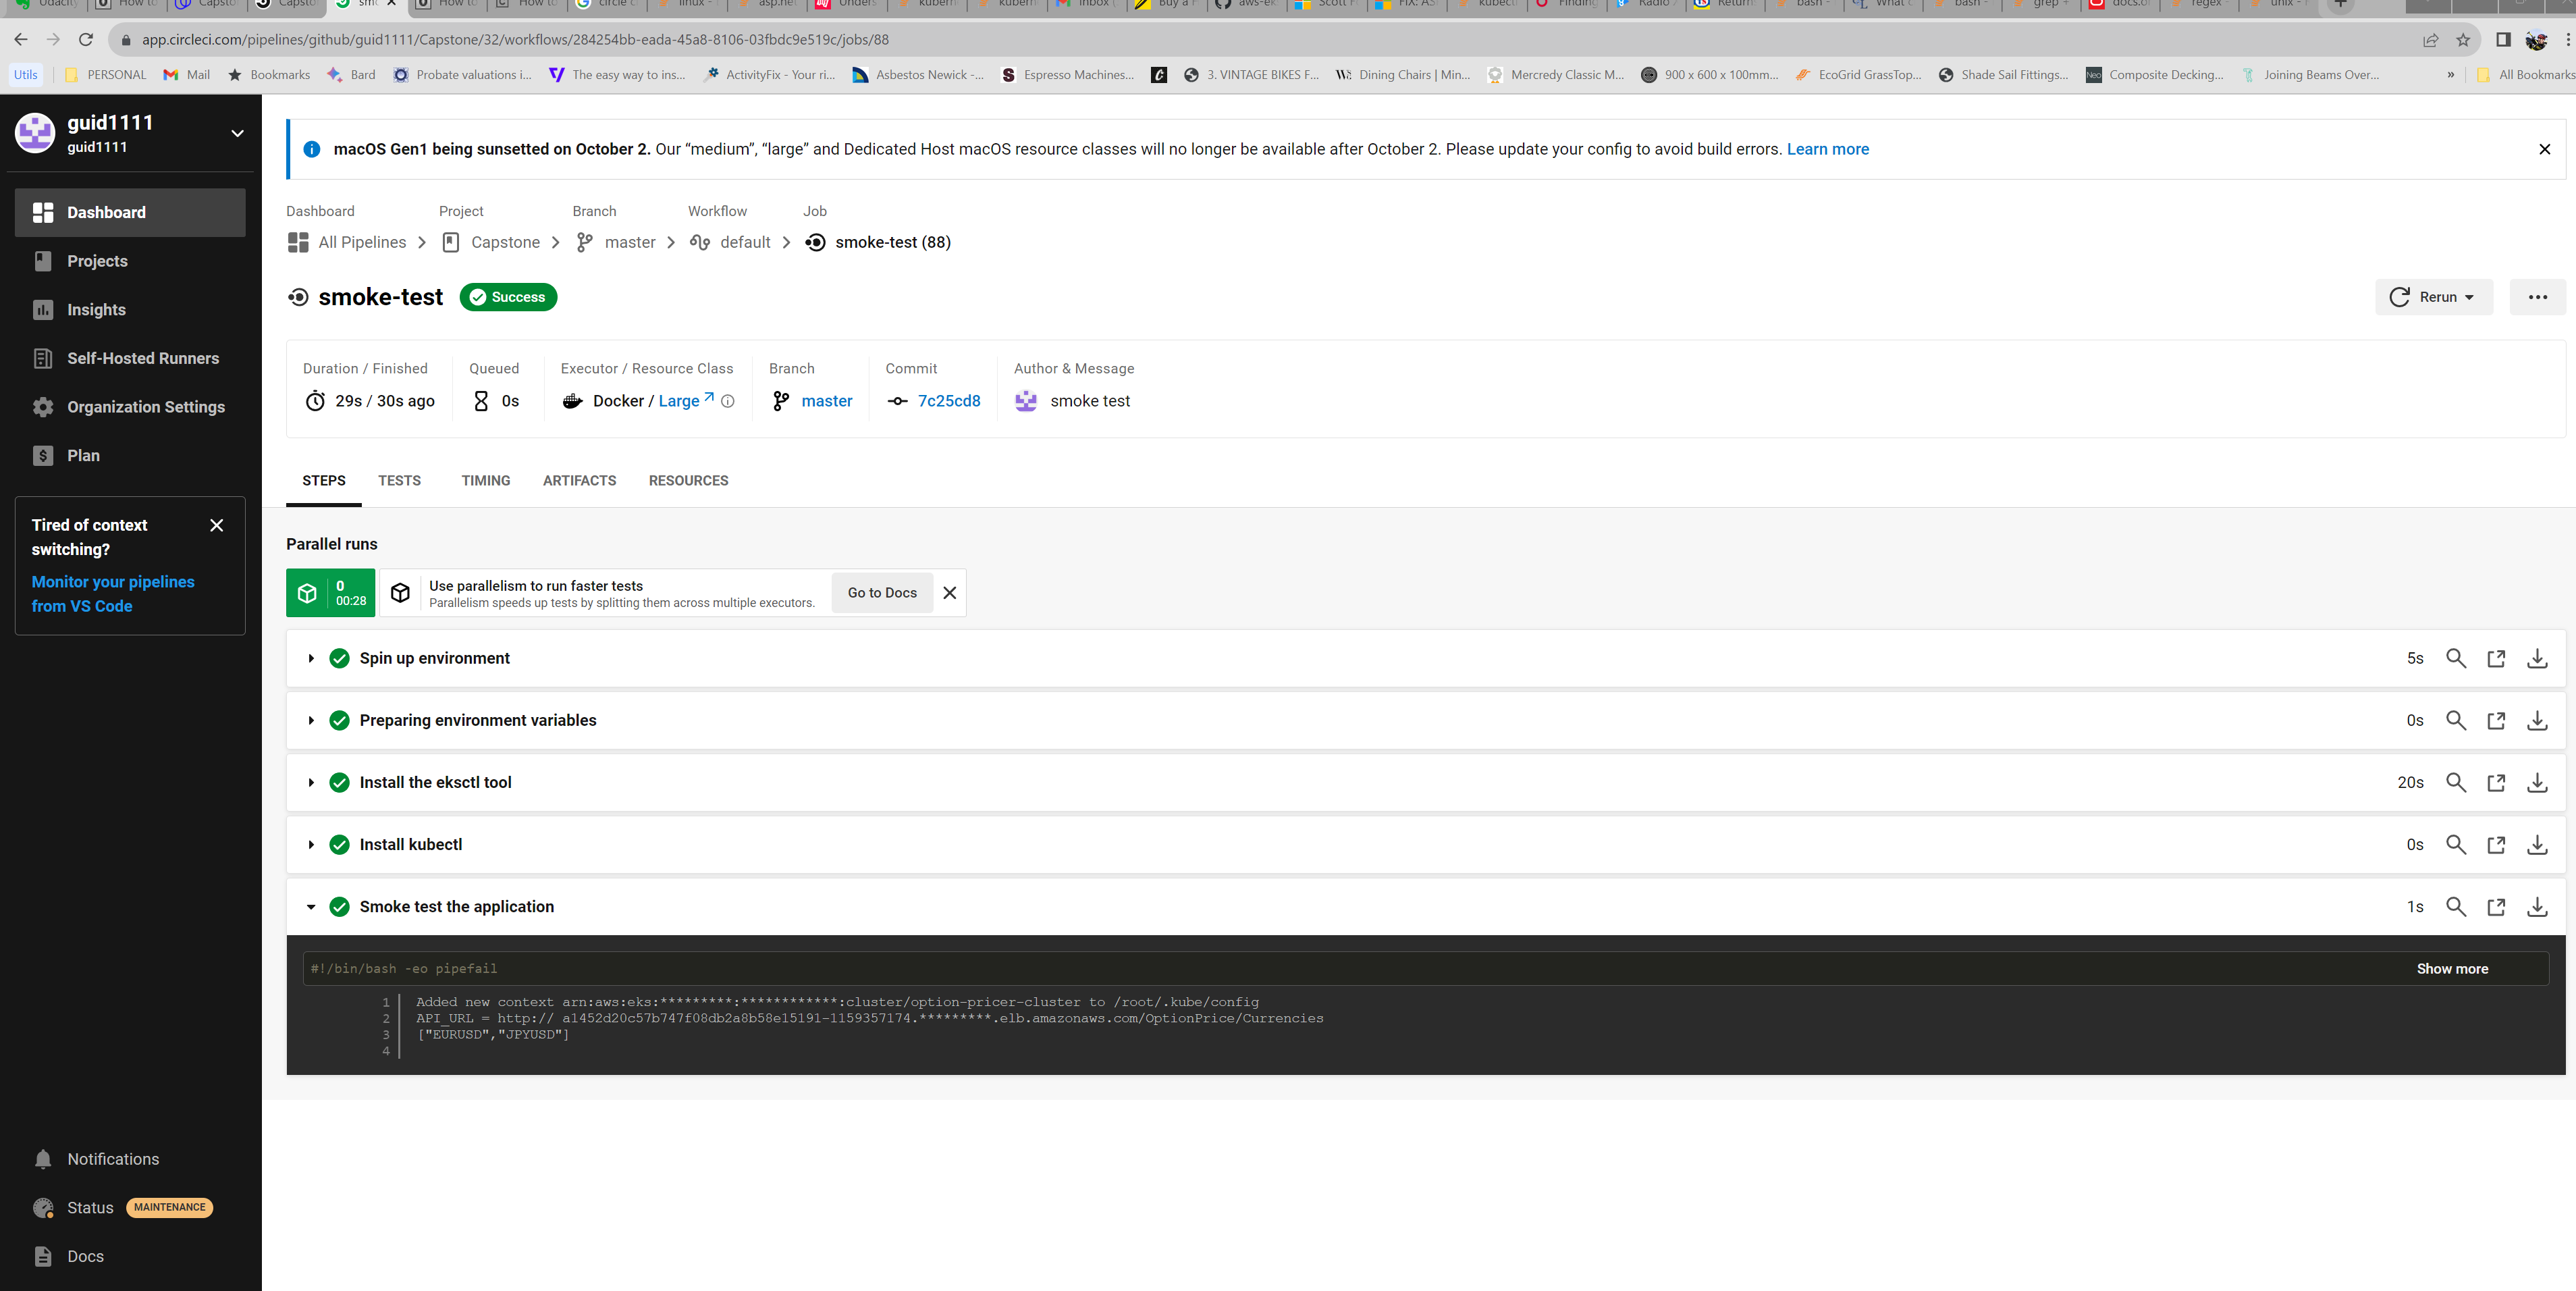 app.circleci.com/pipelines/github/guid1111/Capstone/32/workflows/284254bb-eada-45a8-8106-03fbdc9e519c/jobs/88
Utils PERSONAL Mail Bookmarks Bard Probate valuations i... The easy way to ins... ActivityFix - Your ri... Asbestos Newick -... Espresso Machines... 3. VINTAGE BIKES F... Dining Chairs | Min... Mercredy Classic M... 900 x 600 x 100mm... EcoGrid GrassTop... Shade Sail Fittings... Composite Decking... Joining Beams Over... » All Bookmarks
guid1111
guid1111
Dashboard
Projects
Insights
Self-Hosted Runners
Organization Settings
Plan
Tired of context
switching?
Monitor your pipelines
from VS Code
Notifications
Status MAINTENANCE
Docs
macOS Gen1 being sunsetted on October 2. Our “medium”, “large” and Dedicated Host macOS resource classes will no longer be available after October 2. Please update your config to avoid build errors. Learn more
Dashboard Project Branch Workflow Job
All Pipelines Capstone master default smoke-test (88)
smoke-test Success Rerun
Duration / Finished Queued Executor / Resource Class Branch Commit Author & Message
29s / 30s ago 0s Docker / Large master 7c25cd8 smoke test
STEPS TESTS TIMING ARTIFACTS RESOURCES
Parallel runs
0
00:28
Use parallelism to run faster tests
Parallelism speeds up tests by splitting them across multiple executors.
Go to Docs
Spin up environment 5s
Preparing environment variables 0s
Install the eksctl tool 20s
Install kubectl 0s
Smoke test the application 1s
#!/bin/bash -eo pipefail Show more
1 Added new context arn:aws:eks:*********:************:cluster/option-pricer-cluster to /root/.kube/config
2 API_URL = http:// a1452d20c57b747f08db2a8b58e15191-1159357174.*********.elb.amazonaws.com/OptionPrice/Currencies
3 ["EURUSD","JPYUSD"]
4